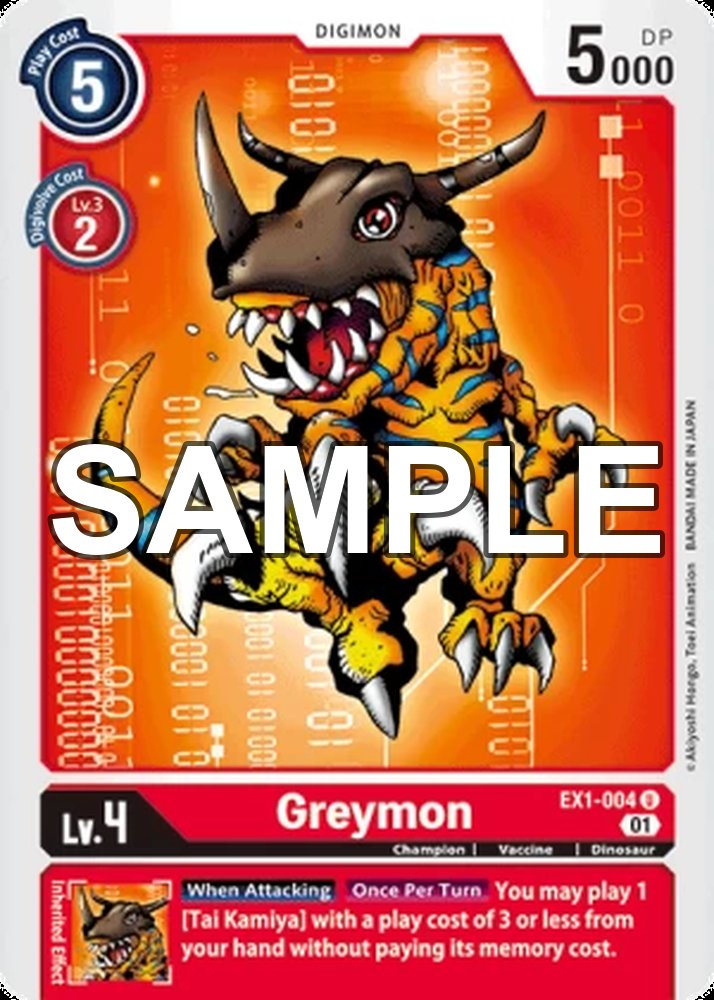 DIGIMON
Play Cost
5
DP
5000
Digivolve Cost
Lv.3
2
SAMPLE
© Akiyoshi Hongo, Toei Animation BANDAI MADE IN JAPAN
Lv.4
Greymon
EX1-004 U
01
Champion | Vaccine | Dinosaur
Inherited Effect
When Attacking Once Per Turn You may play 1
[Tai Kamiya] with a play cost of 3 or less from
your hand without paying its memory cost.